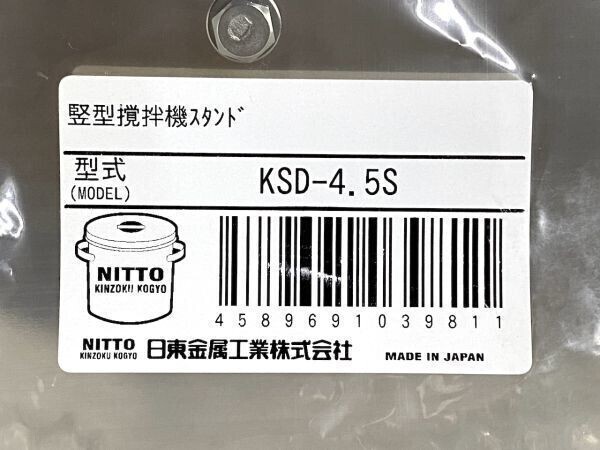 竪型撹拌機ｽﾀﾝﾄﾞ
型式
(MODEL)
KSD-4.5S
NITTO
KINZOKU KOGYO
4589691039811
NITTO
KINZOKU KOGYO
日東金属工業株式会社
MADE IN JAPAN